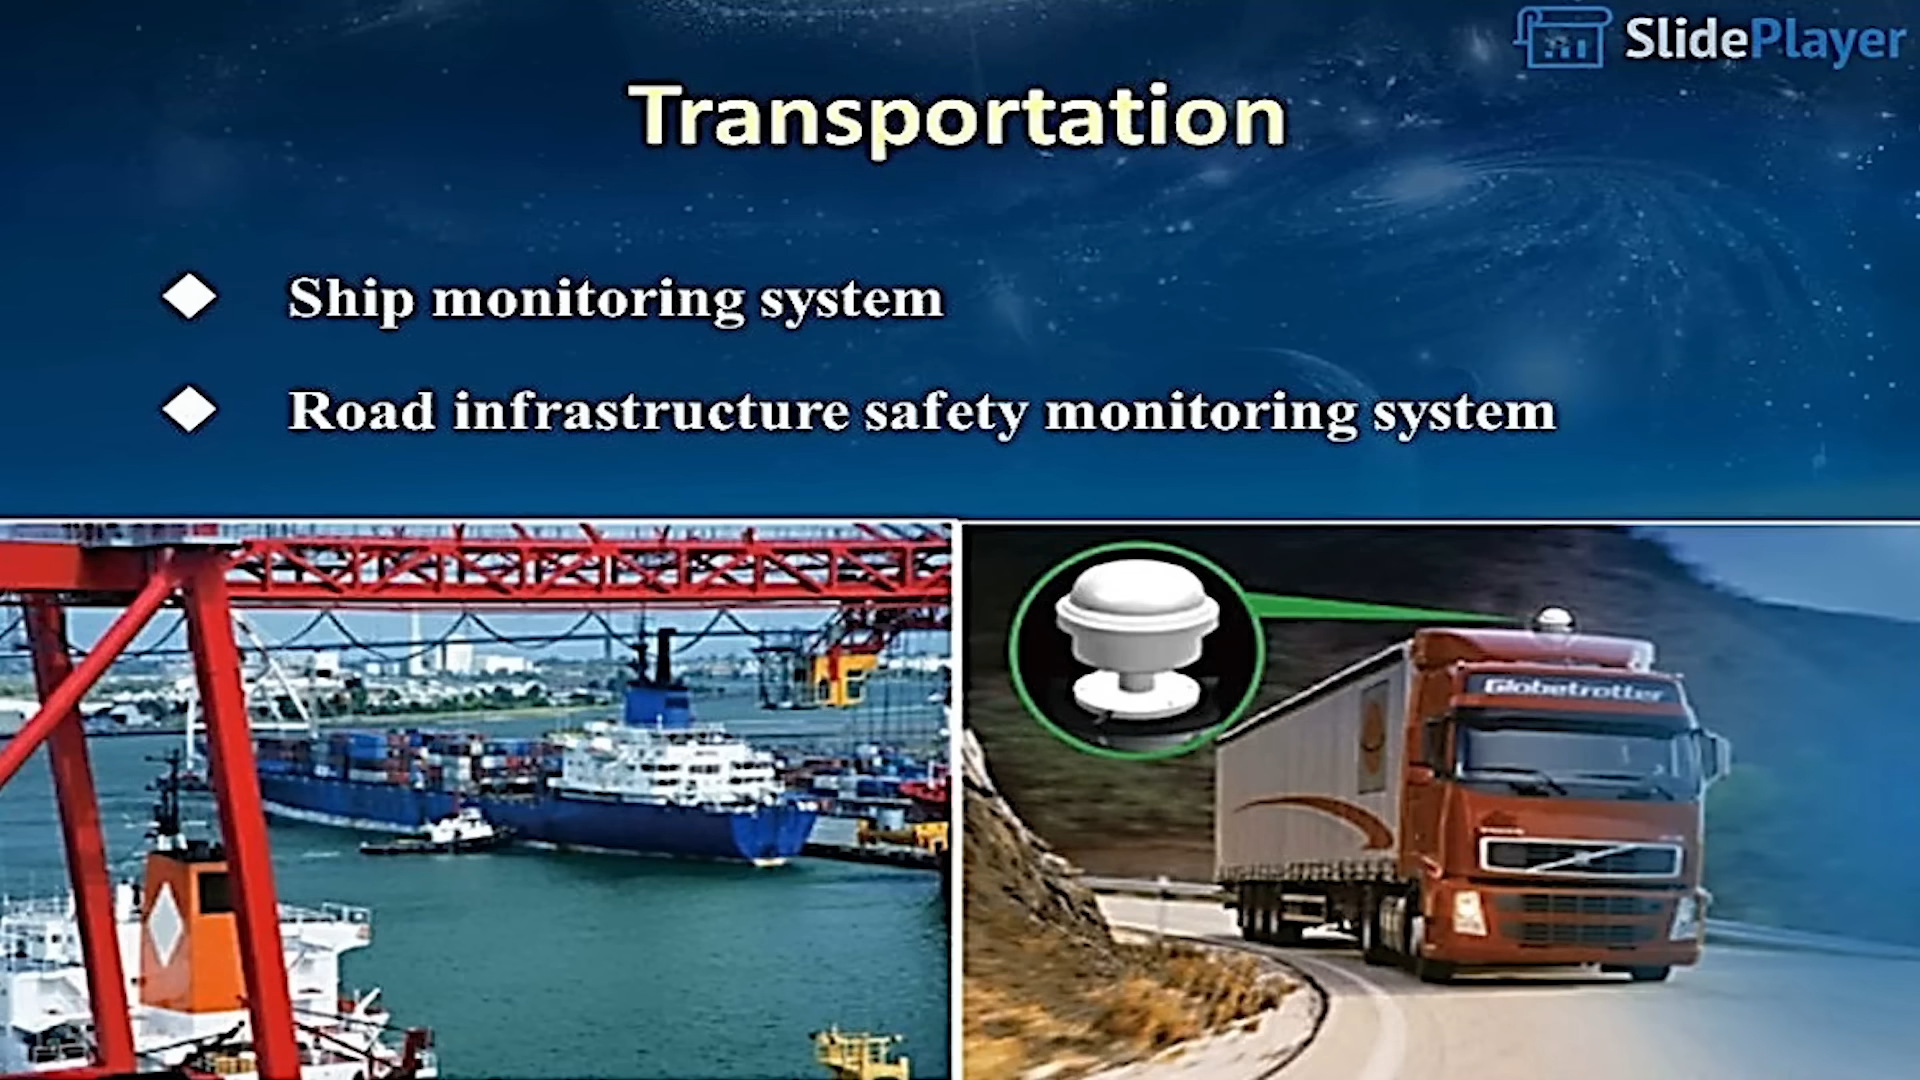 SlidePlayer
Transportation
Ship monitoring system
Road infrastructure safety monitoring system
Globetrotter